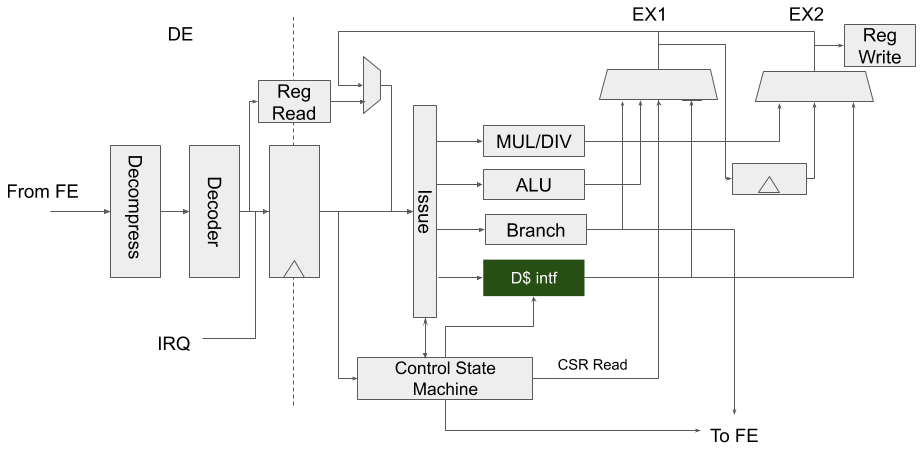 EX1
EX2
DE
Reg
Write
Reg
Read
MUL/DIV
Decompress
Decoder
Issue
ALU
From FE
Branch
D$ intf
IRQ
Control State
Machine
CSR Read
To FE